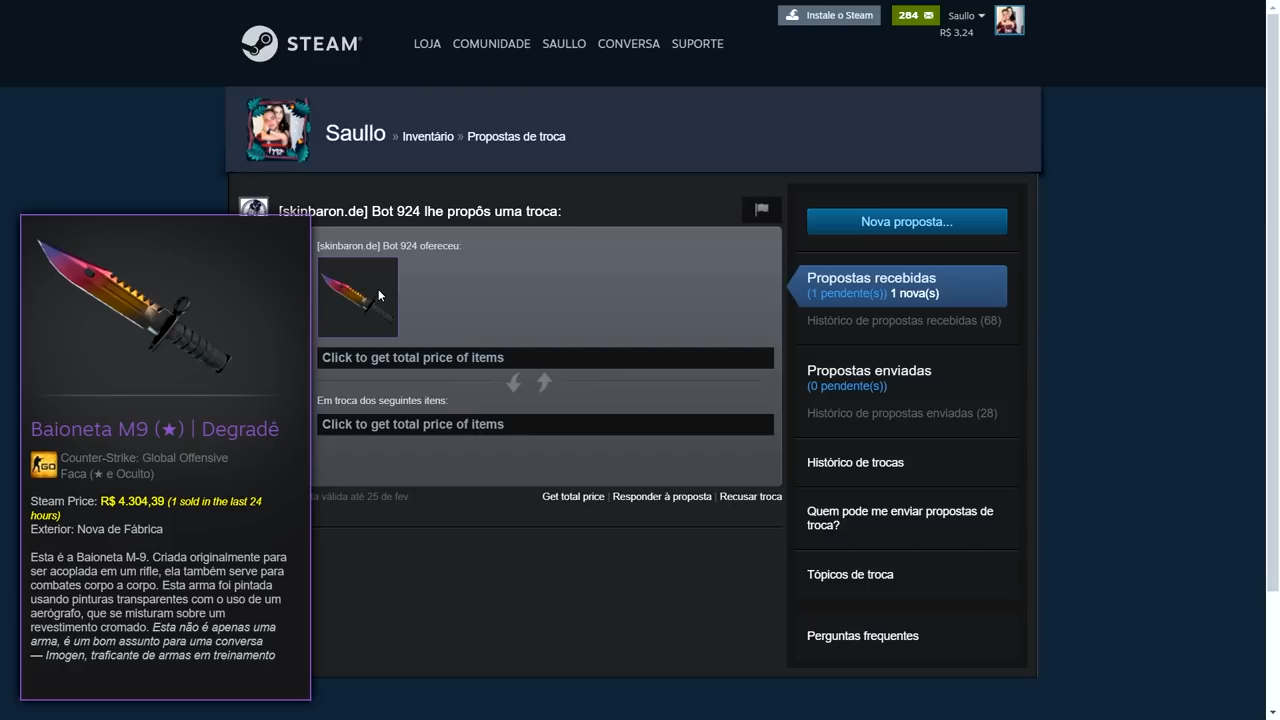 Instale o Steam
284
Saullo
R$ 3,24
STEAM
LOJA COMUNIDADE SAULLO CONVERSA SUPORTE
Saullo » Inventário » Propostas de troca
[skinbaron.de] Bot 924 lhe propôs uma troca:
[skinbaron.de] Bot 924 ofereceu:
Click to get total price of items
Em troca dos seguintes itens:
Click to get total price of items
ta válida até 25 de fev
Get total price | Responder à proposta | Recusar troca
Baioneta M9 (★) | Degradê
Counter-Strike: Global Offensive
Faca (★ e Oculto)
Steam Price: R$ 4.304,39 (1 sold in the last 24
hours)
Exterior: Nova de Fábrica
Esta é a Baioneta M-9. Criada originalmente para
ser acoplada em um rifle, ela também serve para
combates corpo a corpo. Esta arma foi pintada
usando pinturas transparentes com o uso de um
aerógrafo, que se misturam sobre um
revestimento cromado. Esta não é apenas uma
arma, é um bom assunto para uma conversa
— Imogen, traficante de armas em treinamento
Nova proposta...
Propostas recebidas
(1 pendente(s)) 1 nova(s)
Histórico de propostas recebidas (68)
Propostas enviadas
(0 pendente(s))
Histórico de propostas enviadas (28)
Histórico de trocas
Quem pode me enviar propostas de
troca?
Tópicos de troca
Perguntas frequentes